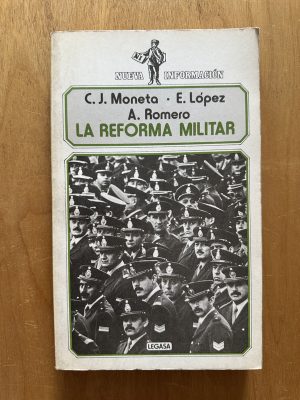 NUEVA INFORMACIÓN
C. J. Moneta · E. López
A. Romero
LA REFORMA MILITAR
LEGASA